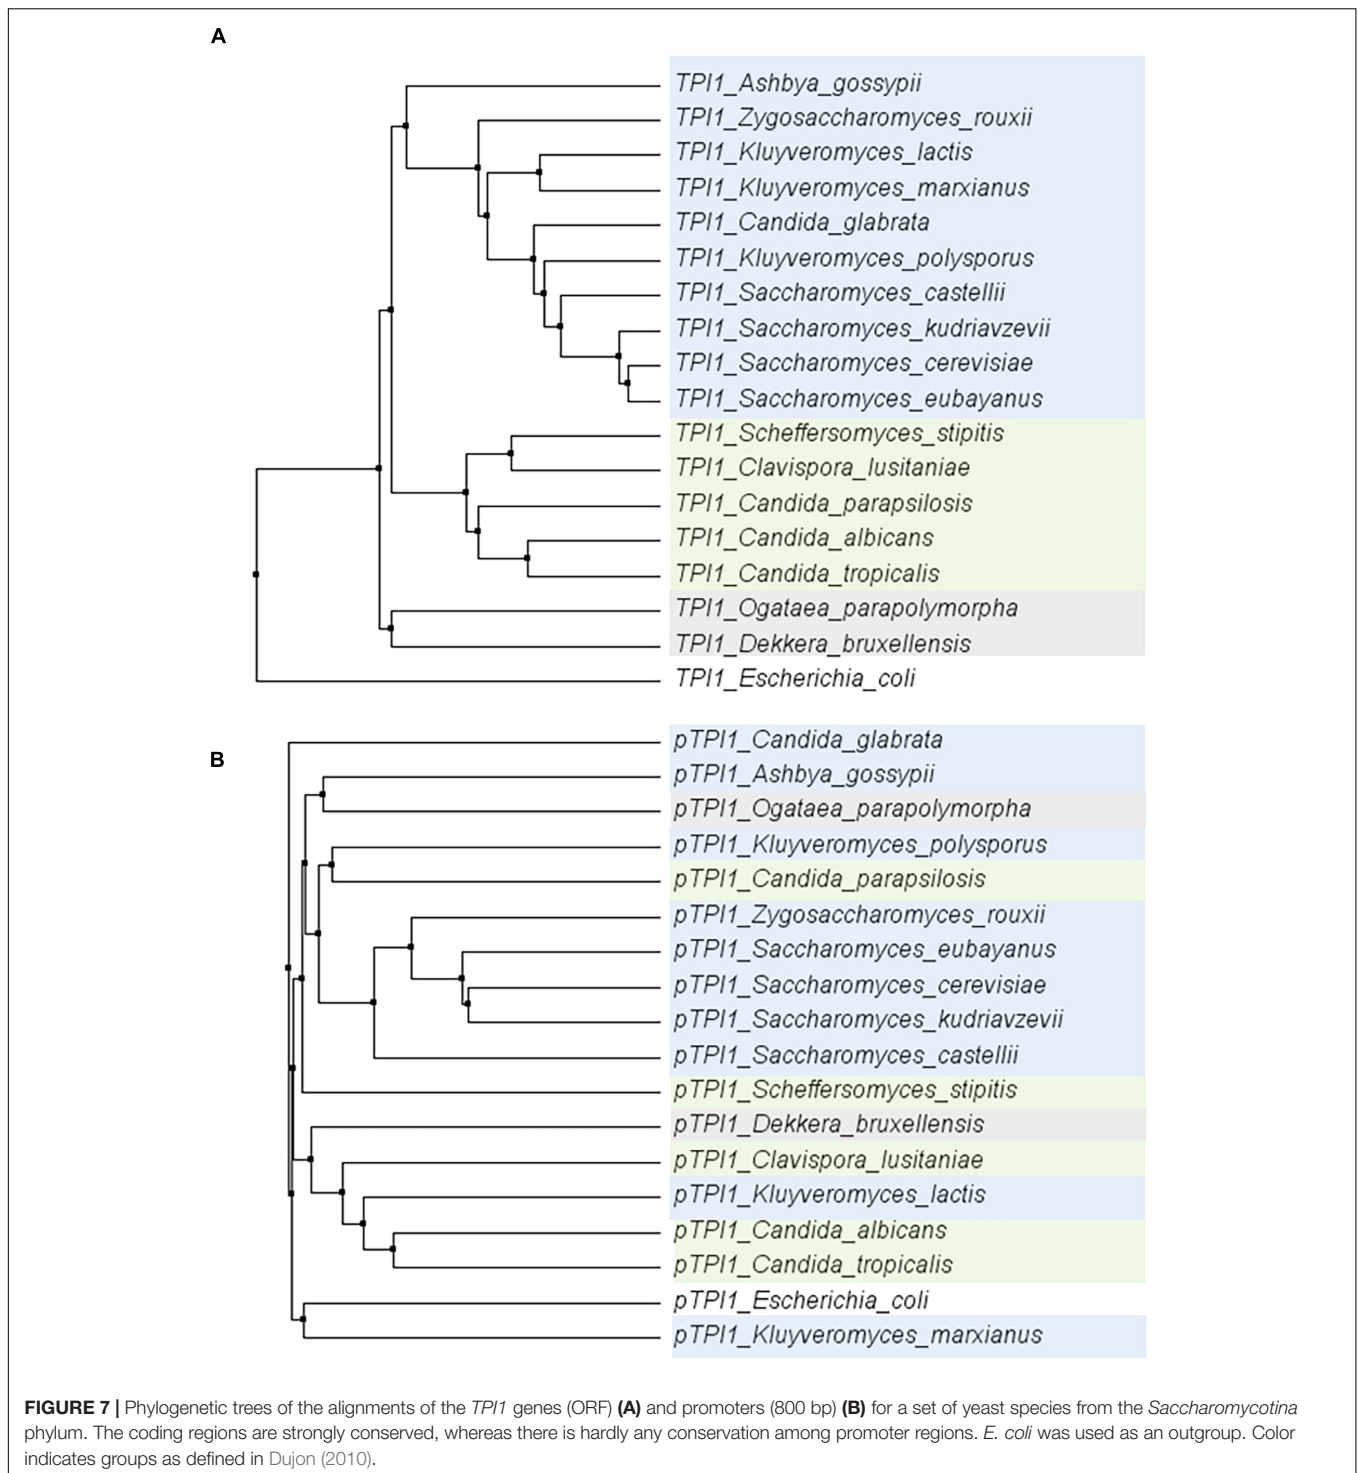 A
TPI1_Ashbya_gossypii
TPI1_Zygosaccharomyces_rouxii
TPI1_Kluyveromyces_lactis
TPI1_Kluyveromyces_marxianus
TPI1_Candida_glabrata
TPI1_Kluyveromyces_polysporus
TPI1_Saccharomyces_castellii
TPI1_Saccharomyces_kudriavzevii
TPI1_Saccharomyces_cerevisiae
TPI1_Saccharomyces_eubayanus
TPI1_Scheffersomyces_stipitis
TPI1_Clavispora_lusitaniae
TPI1_Candida_parapsilosis
TPI1_Candida_albicans
TPI1_Candida_tropicalis
TPI1_Ogataea_parapolymorpha
TPI1_Dekkera_bruxellensis
TPI1_Escherichia_coli
B
pTPI1_Candida_glabrata
pTPI1_Ashbya_gossypii
pTPI1_Ogataea_parapolymorpha
pTPI1_Kluyveromyces_polysporus
pTPI1_Candida_parapsilosis
pTPI1_Zygosaccharomyces_rouxii
pTPI1_Saccharomyces_eubayanus
pTPI1_Saccharomyces_cerevisiae
pTPI1_Saccharomyces_kudriavzevii
pTPI1_Saccharomyces_castellii
pTPI1_Scheffersomyces_stipitis
pTPI1_Dekkera_bruxellensis
pTPI1_Clavispora_lusitaniae
pTPI1_Kluyveromyces_lactis
pTPI1_Candida_albicans
pTPI1_Candida_tropicalis
pTPI1_Escherichia_coli
pTPI1_Kluyveromyces_marxianus
FIGURE 7 | Phylogenetic trees of the alignments of the TPI1 genes (ORF) (A) and promoters (800 bp) (B) for a set of yeast species from the Saccharomycotina
phylum. The coding regions are strongly conserved, whereas there is hardly any conservation among promoter regions. E. coli was used as an outgroup. Color
indicates groups as defined in Dujon (2010).